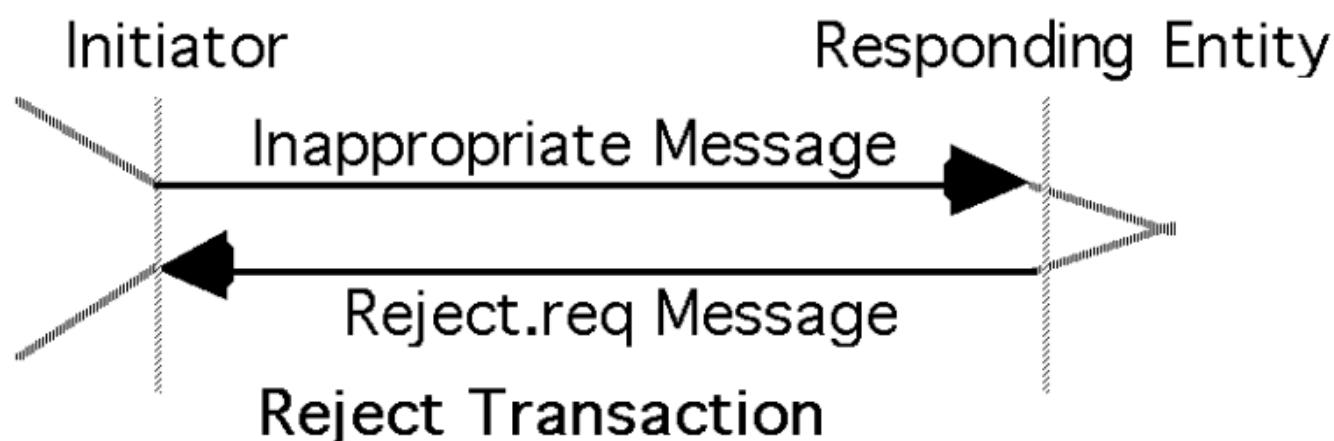 Initiator
Responding Entity
Inappropriate Message
Reject.req Message
Reject Transaction